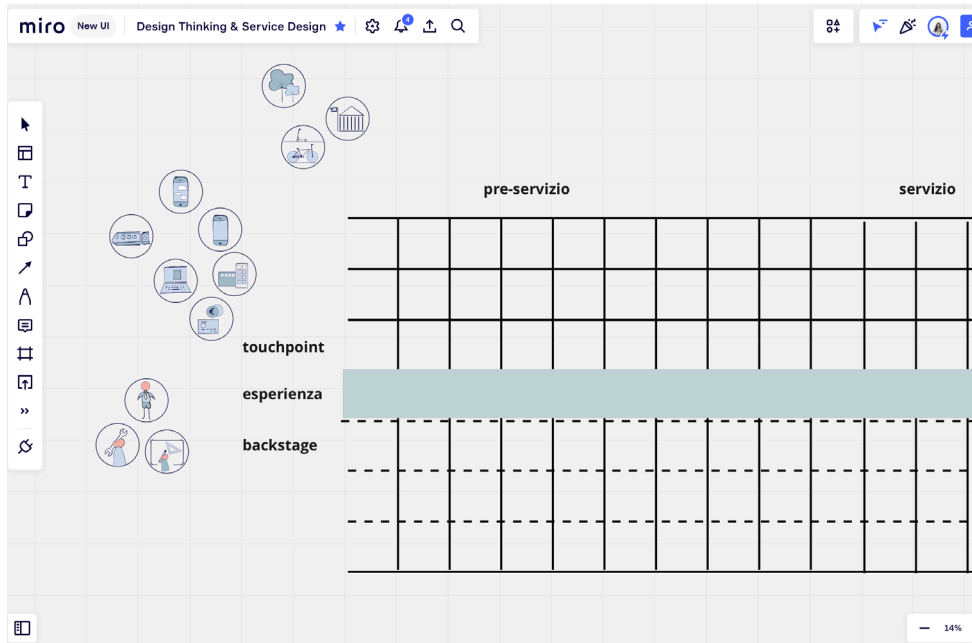 miro New UI Design Thinking & Service Design 4
pre-servizio servizio
touchpoint
esperienza
backstage
14%